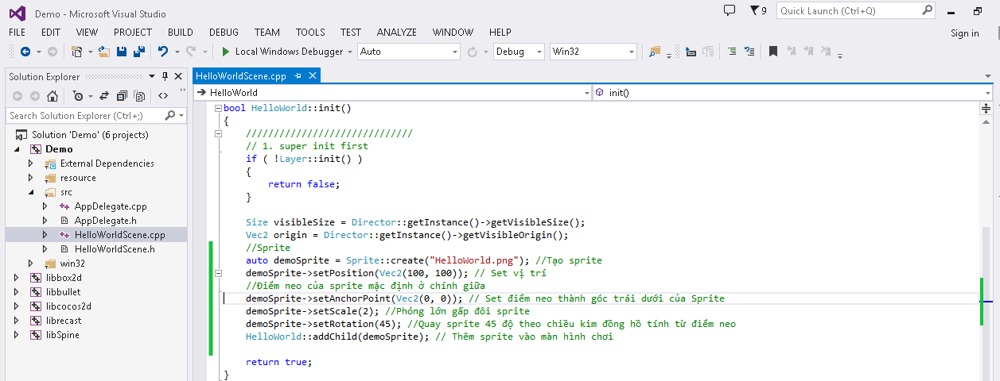 Demo - Microsoft Visual Studio
9
Quick Launch (Ctrl+Q)
FILE EDIT VIEW PROJECT BUILD DEBUG TEAM TOOLS TEST ANALYZE WINDOW HELP
Sign in
Local Windows Debugger Auto Debug Win32
Solution Explorer
Search Solution Explorer (Ctrl+;)
Solution 'Demo' (6 projects)
Demo
External Dependencies
resource
src
AppDelegate.cpp
AppDelegate.h
HelloWorldScene.cpp
HelloWorldScene.h
win32
libbox2d
libbullet
libcocos2d
librecast
libSpine
HelloWorldScene.cpp
HelloWorld init()
bool HelloWorld::init()
{
//////////////////////////////
// 1. super init first
if ( !Layer::init() )
{
return false;
}
Size visibleSize = Director::getInstance()->getVisibleSize();
Vec2 origin = Director::getInstance()->getVisibleOrigin();
//Sprite
auto demoSprite = Sprite::create("HelloWorld.png"); //Tạo sprite
demoSprite->setPosition(Vec2(100, 100)); // Set vị trí
//Điểm neo của sprite mặc định ở chính giữa
demoSprite->setAnchorPoint(Vec2(0, 0)); // Set điểm neo thành góc trái dưới của Sprite
demoSprite->setScale(2); //Phóng lớn gấp đôi sprite
demoSprite->setRotation(45); //Quay sprite 45 độ theo chiều kim đồng hồ tính từ điểm neo
HelloWorld::addChild(demoSprite); // Thêm sprite vào màn hình chơi
return true;
}